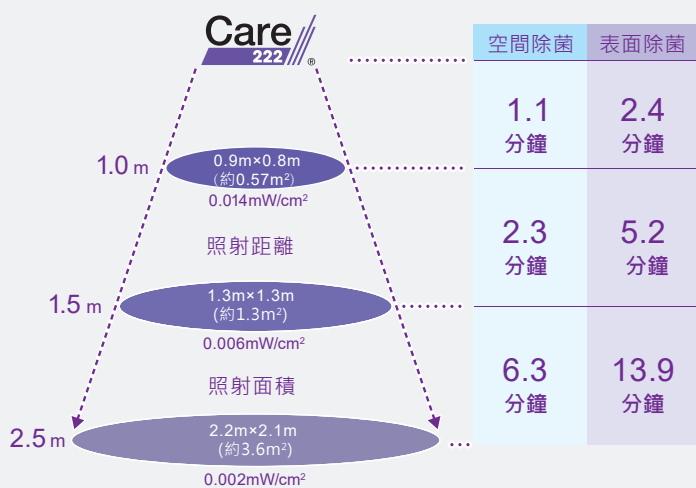 Care
222
®
空間除菌 表面除菌
1.1 2.4
分鐘 分鐘
1.0 m
0.9m×0.8m
(約0.57m²)
0.014mW/cm²
照射距離
2.3 5.2
分鐘 分鐘
1.5 m
1.3m×1.3m
(約1.3m²)
0.006mW/cm²
照射面積
6.3 13.9
分鐘 分鐘
2.5 m
2.2m×2.1m
(約3.6m²)
0.002mW/cm²